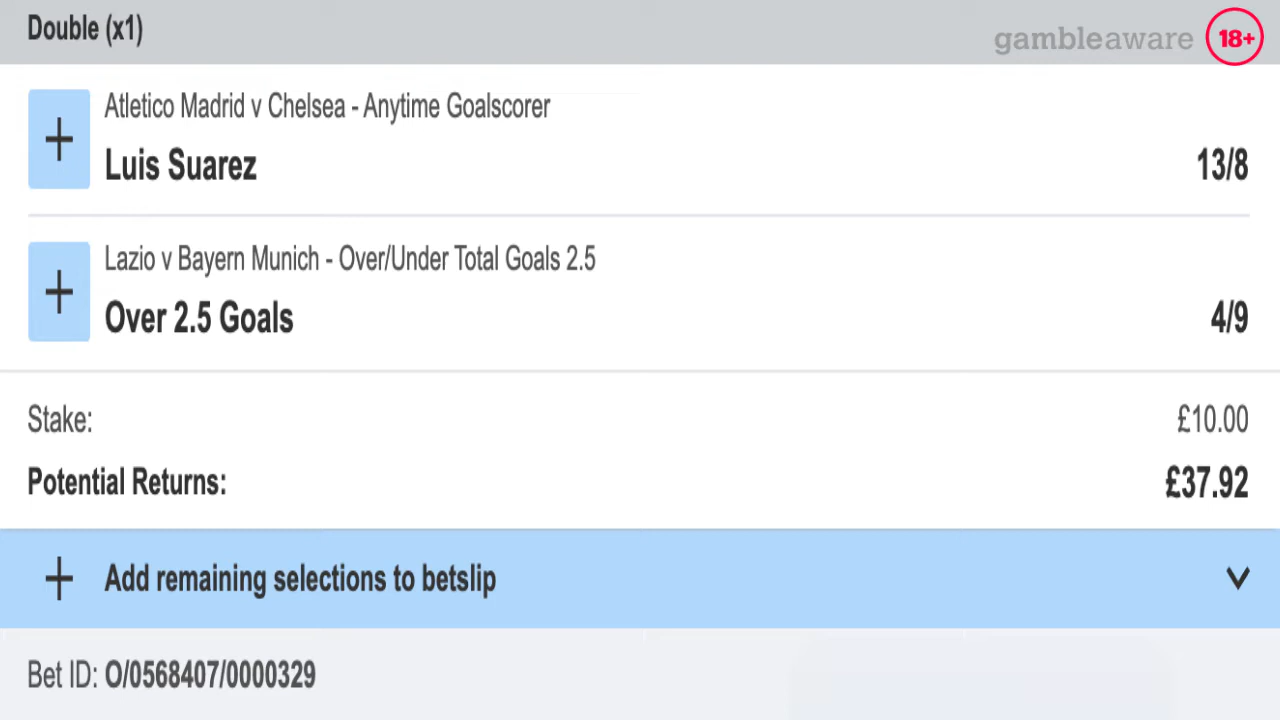 Double (x1)
gambleaware 18+
Atletico Madrid v Chelsea - Anytime Goalscorer
Luis Suarez 13/8
Lazio v Bayern Munich - Over/Under Total Goals 2.5
Over 2.5 Goals 4/9
Stake: £10.00
Potential Returns: £37.92
Add remaining selections to betslip
Bet ID: O/0568407/0000329